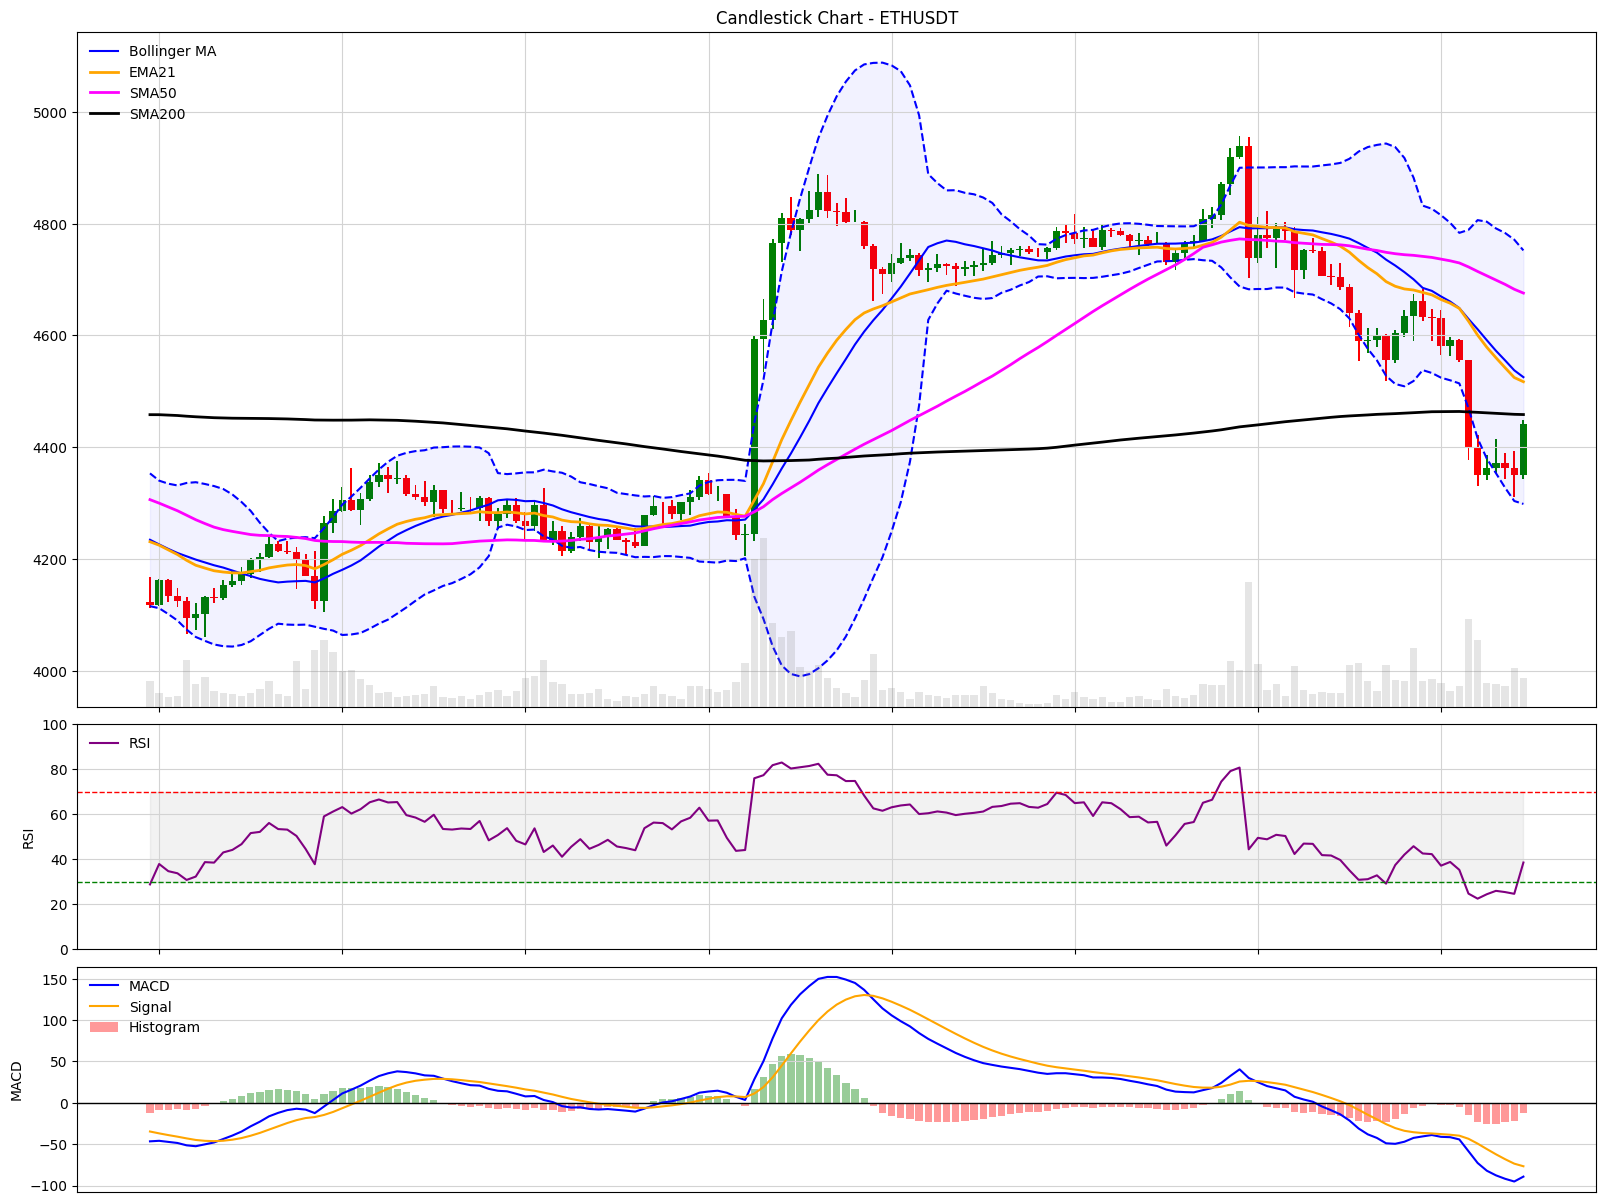 Candlestick Chart - ETHUSDT
Bollinger MA
EMA21
SMA50
SMA200
5000
4800
4600
4400
4200
4000
RSI
100
80
60
40
20
0
RSI
MACD
Signal
Histogram
150
100
50
0
−50
−100
MACD